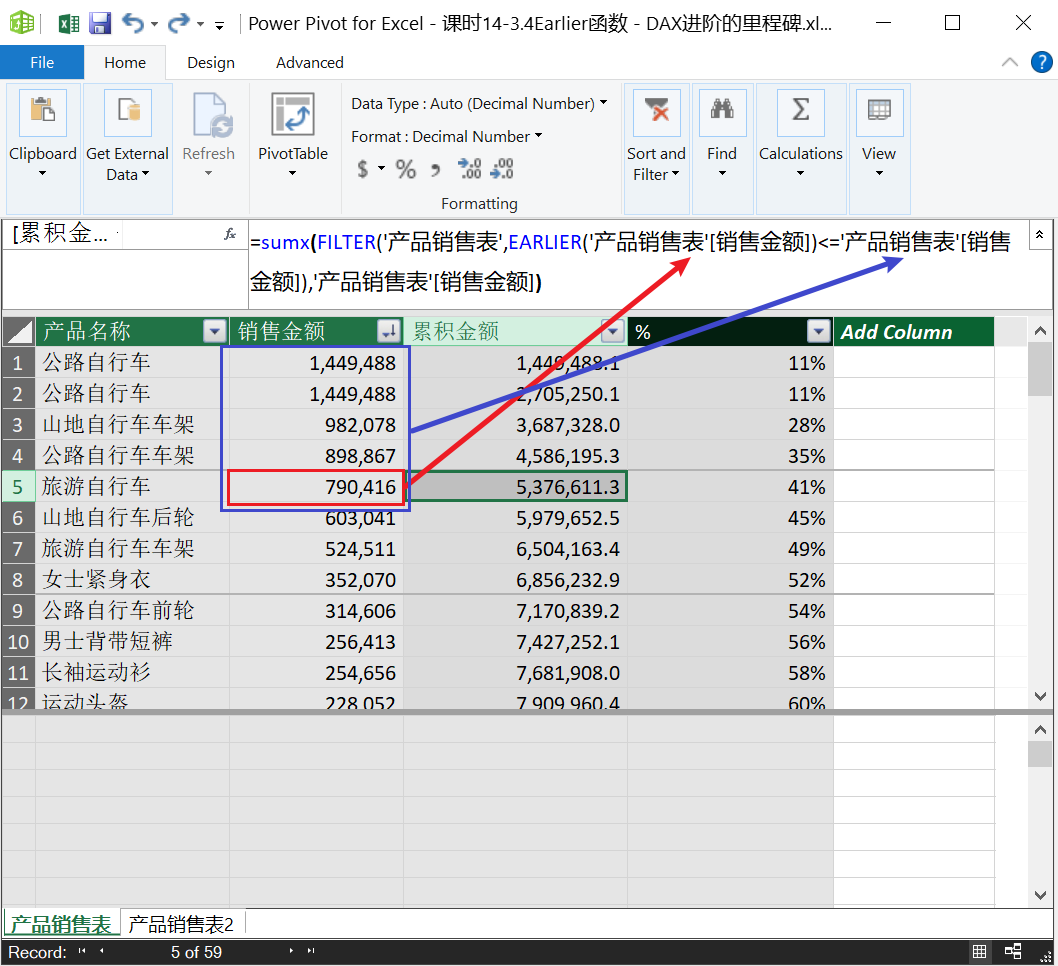 Power Pivot for Excel - 课时14-3.4Earlier函数 - DAX进阶的里程碑.xl...
File Home Design Advanced
Clipboard
Get External Data
Refresh
PivotTable
Data Type : Auto (Decimal Number)
Format : Decimal Number
$ % , .00 .00
Formatting
Sort and Filter
Find
Calculations
View
[累积金... fx
=sumx(FILTER('产品销售表',EARLIER('产品销售表'[销售金额])<='产品销售表'[销售
金额]),'产品销售表'[销售金额])
产品名称 销售金额 累积金额 % Add Column
1 公路自行车 1,449,488 1,449,488.1 11%
2 公路自行车 1,449,488 2,705,250.1 11%
3 山地自行车车架 982,078 3,687,328.0 28%
4 公路自行车车架 898,867 4,586,195.3 35%
5 旅游自行车 790,416 5,376,611.3 41%
6 山地自行车后轮 603,041 5,979,652.5 45%
7 旅游自行车车架 524,511 6,504,163.4 49%
8 女士紧身衣 352,070 6,856,232.9 52%
9 公路自行车前轮 314,606 7,170,839.2 54%
10 男士背带短裤 256,413 7,427,252.1 56%
11 长袖运动衫 254,656 7,681,908.0 58%
12 运动头盔 228,052 7,909,960.4 60%
产品销售表 产品销售表2
Record: 5 of 59